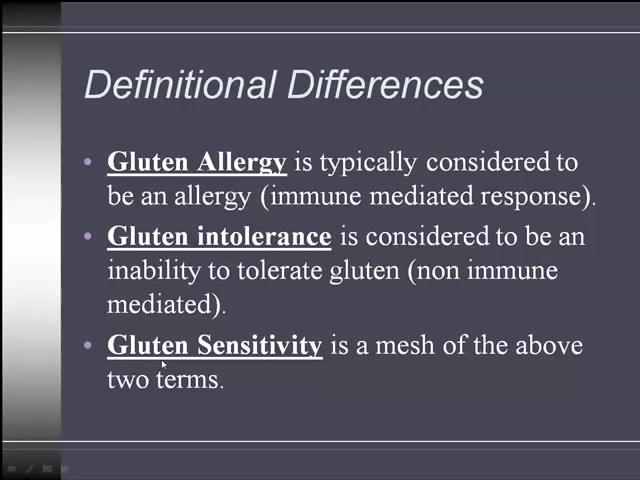 Definitional Differences
• Gluten Allergy is typically considered to
be an allergy (immune mediated response).
• Gluten intolerance is considered to be an
inability to tolerate gluten (non immune
mediated).
• Gluten Sensitivity is a mesh of the above
two terms.